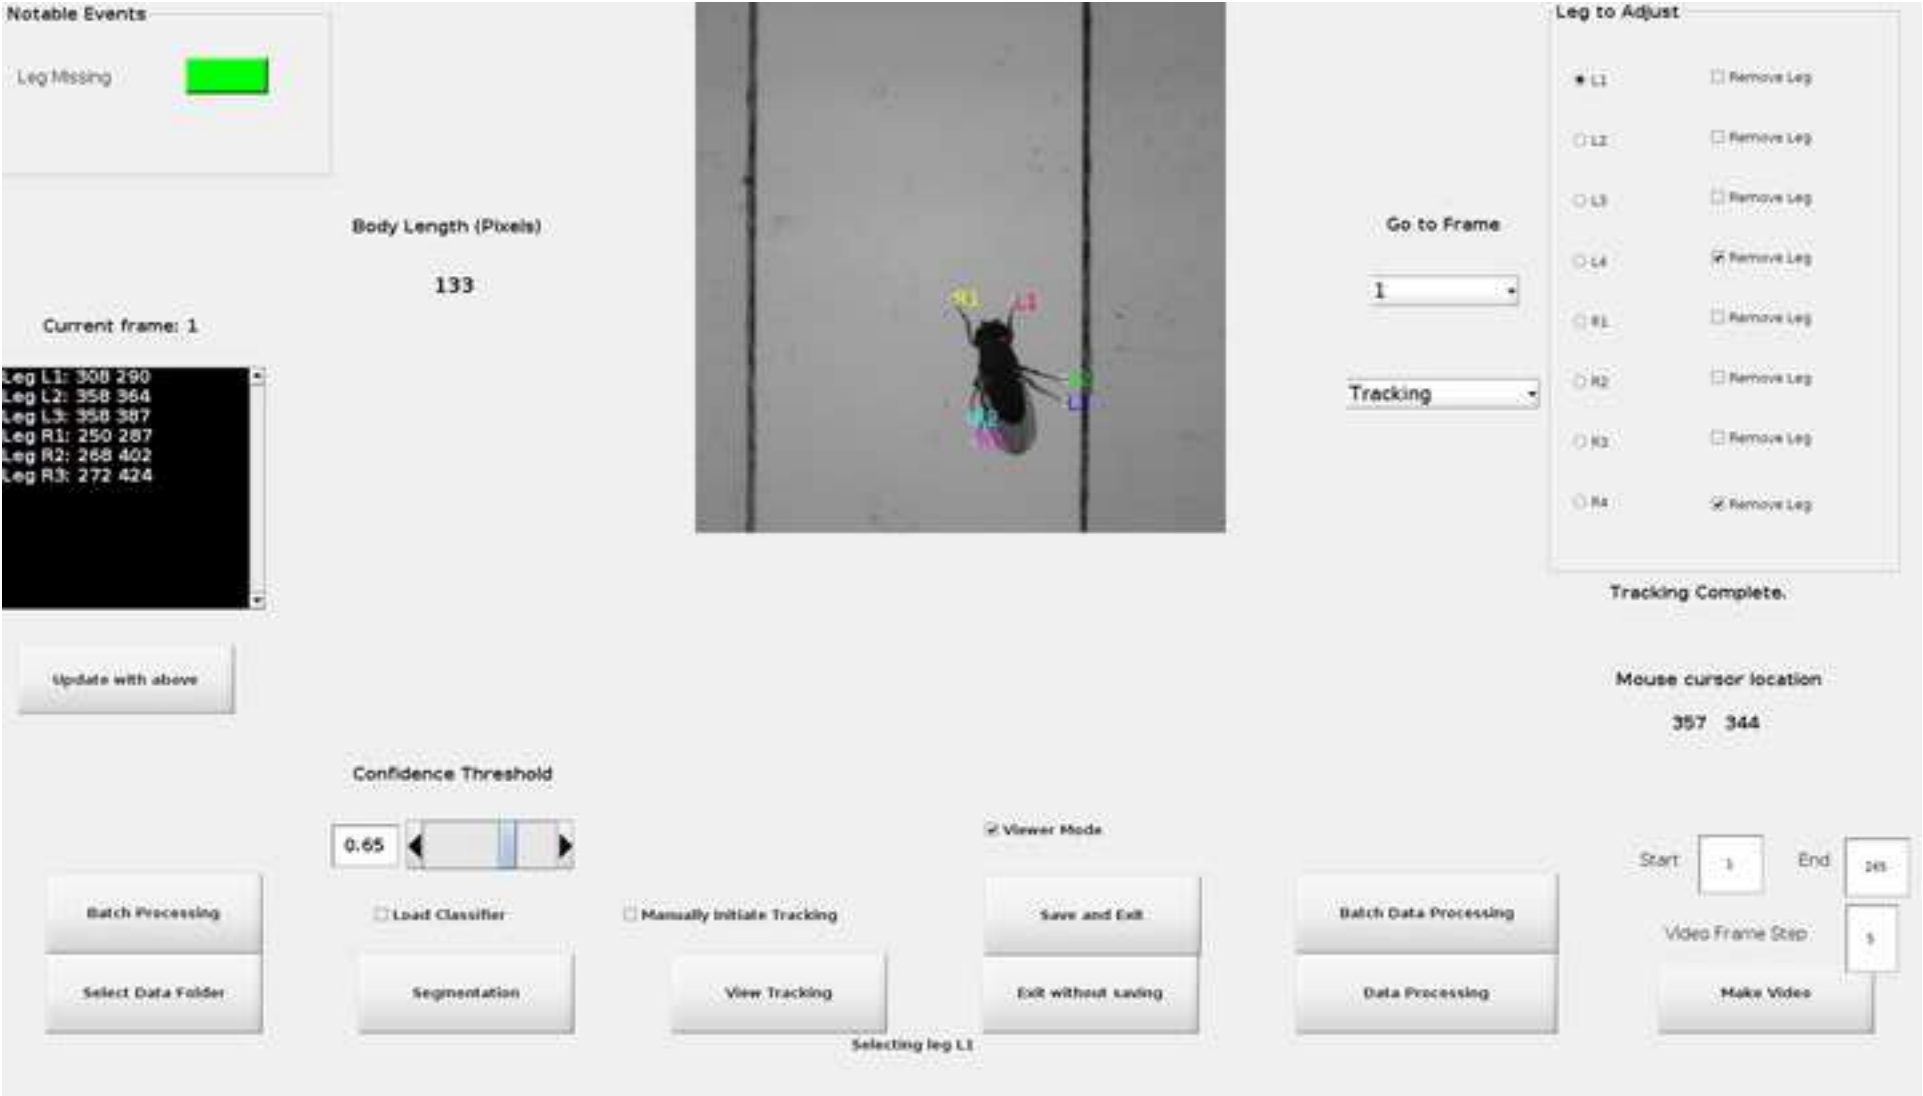 Notable Events
Leg Missing
Body Length (Pixels)
133
Current frame: 1
Leg L1: 308 290
Leg L2: 358 364
Leg L3: 358 387
Leg R1: 250 287
Leg R2: 268 402
Leg R3: 272 424
Update with above
R1
L1
Go to Frame
1
Tracking
Leg to Adjust
L1 Remove Leg
L2 Remove Leg
L3 Remove Leg
L4 Remove Leg
R1 Remove Leg
R2 Remove Leg
R3 Remove Leg
R4 Remove Leg
Tracking Complete.
Mouse cursor location
357 344
Confidence Threshold
0.65
Viewer Mode
Start 1 End 245
Batch Processing
Load Classifier
Manually Initiate Tracking
Save and Exit
Batch Data Processing
Video Frame Step 5
Select Data Folder
Segmentation
View Tracking
Exit without saving
Data Processing
Make Video
Selecting leg L1